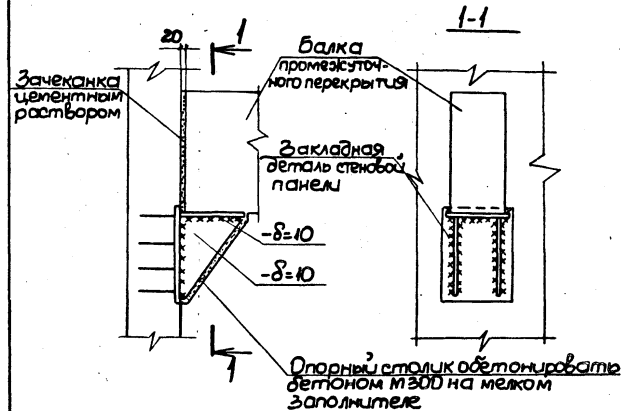 20
1
1-1
Зачеканка
цементным
раствором
Балка
промежуточ-
ного перекрытия
Закладная
деталь стеновой
панели
-δ=10
-δ=10
1
Опорный столик обетонировать
бетоном М300 на мелком
заполнителе